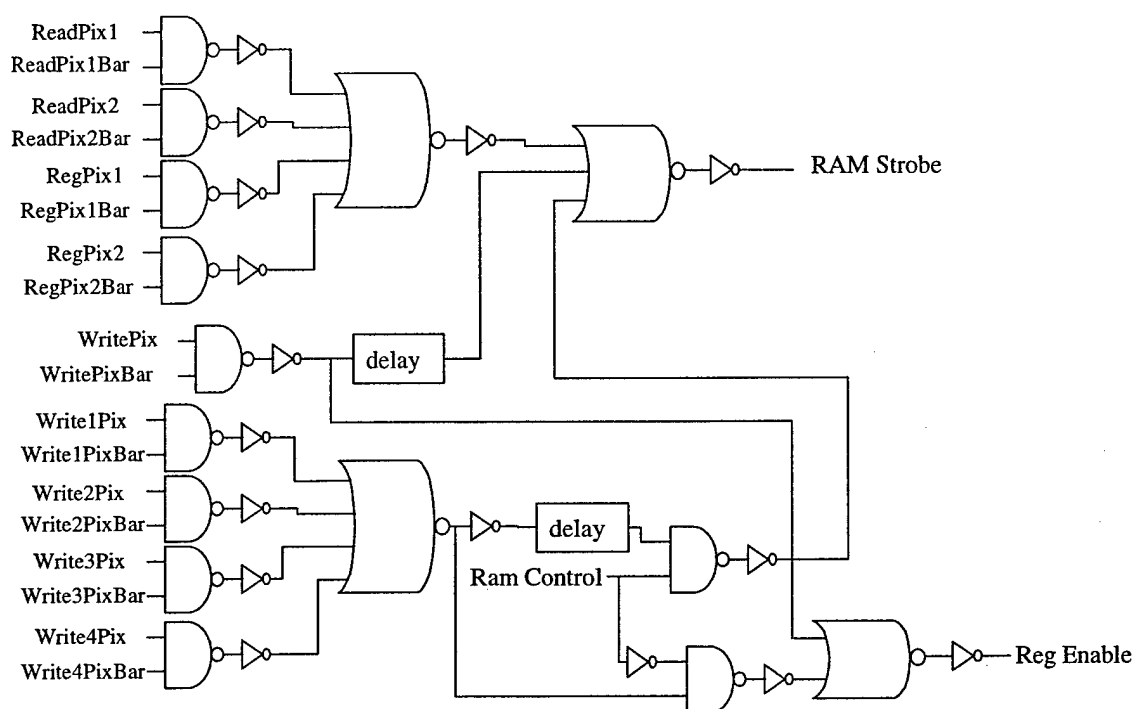 ReadPix1
ReadPix1Bar
ReadPix2
ReadPix2Bar
RegPix1
RegPix1Bar
RegPix2
RegPix2Bar
RAM Strobe
WritePix
WritePixBar
delay
Write1Pix
Write1PixBar
Write2Pix
Write2PixBar
Write3Pix
Write3PixBar
Write4Pix
Write4PixBar
delay
Ram Control
Reg Enable